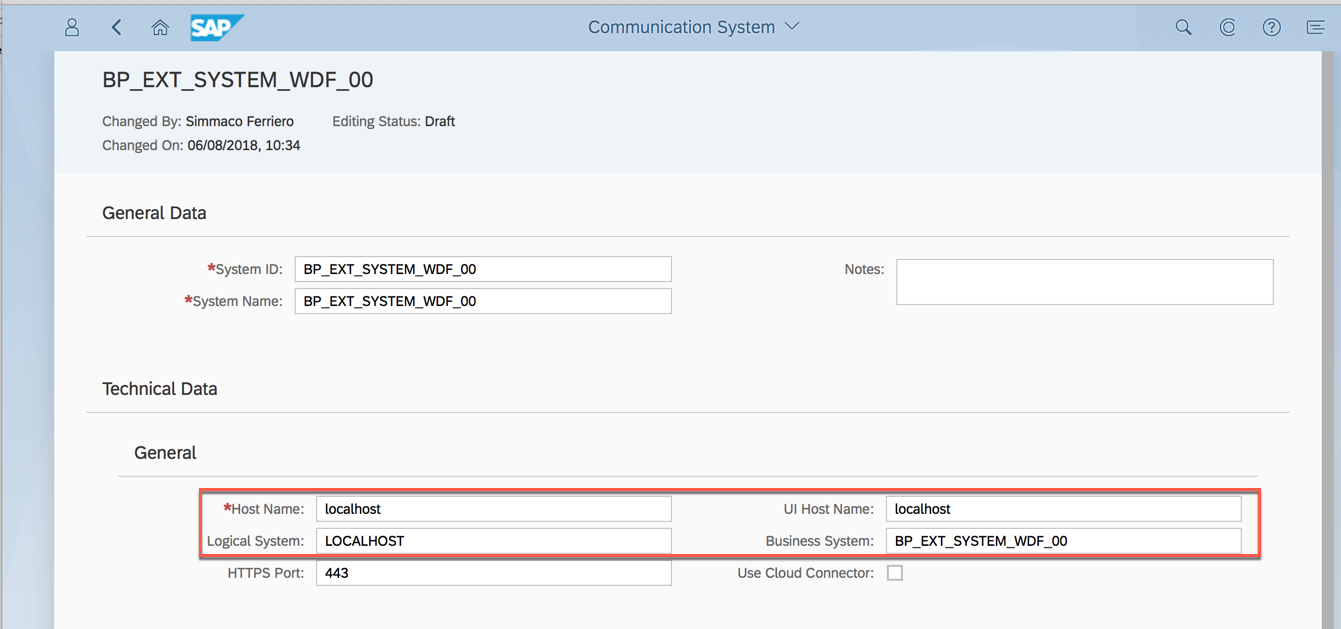 SAP
Communication System
BP_EXT_SYSTEM_WDF_00
Changed By: Simmaco Ferriero Editing Status: Draft
Changed On: 06/08/2018, 10:34
General Data
*System ID: BP_EXT_SYSTEM_WDF_00 Notes:
*System Name: BP_EXT_SYSTEM_WDF_00
Technical Data
General
*Host Name: localhost UI Host Name: localhost
Logical System: LOCALHOST Business System: BP_EXT_SYSTEM_WDF_00
HTTPS Port: 443 Use Cloud Connector: